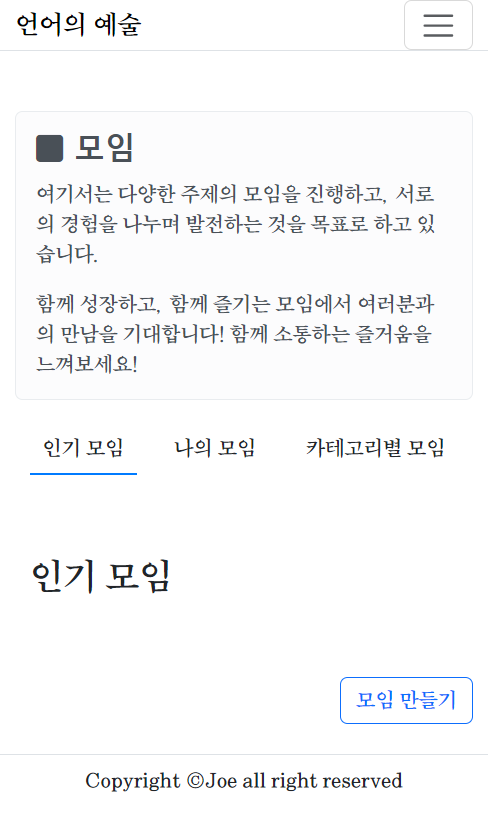 언어의 예술
모임
여기서는 다양한 주제의 모임을 진행하고, 서로
의 경험을 나누며 발전하는 것을 목표로 하고 있
습니다.
함께 성장하고, 함께 즐기는 모임에서 여러분과
의 만남을 기대합니다! 함께 소통하는 즐거움을
느껴보세요!
인기 모임 나의 모임 카테고리별 모임
인기 모임
모임 만들기
Copyright ©Joe all right reserved